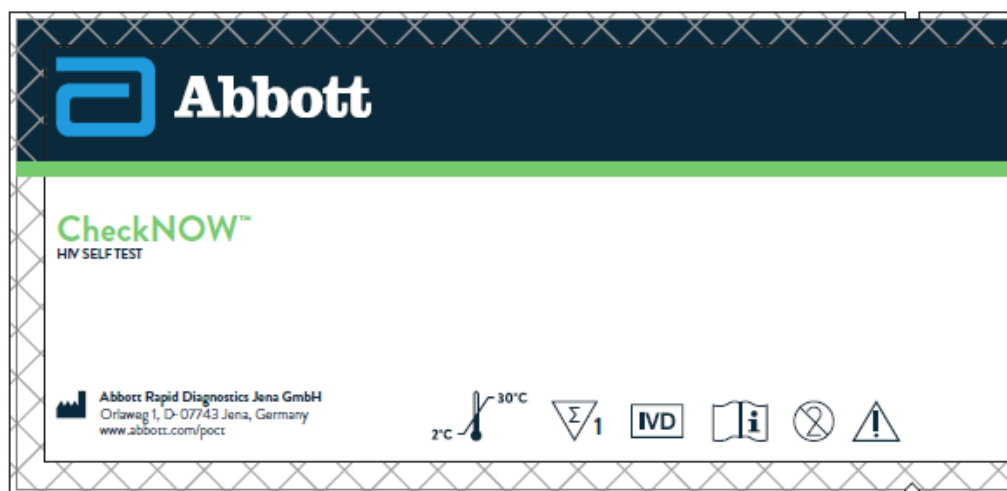 Abbott
CheckNOW™
HIV SELF TEST
Abbott Rapid Diagnostics Jena GmbH
Orlaweg 1, D-07743 Jena, Germany
www.abbott.com/poct
30°C
2°C
Σ 1
IVD
i
2
!